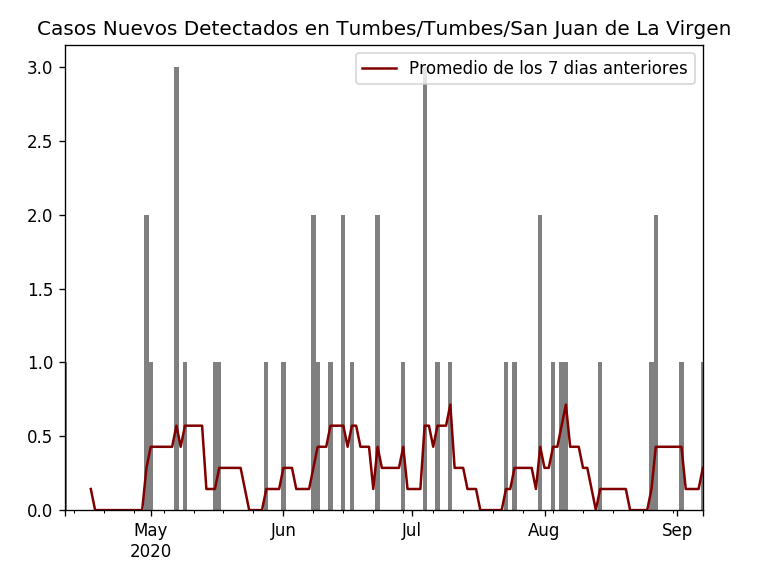 Casos Nuevos Detectados en Tumbes/Tumbes/San Juan de La Virgen
Promedio de los 7 dias anteriores
3.0
2.5
2.0
1.5
1.0
0.5
0.0
May Jun Jul Aug Sep
2020